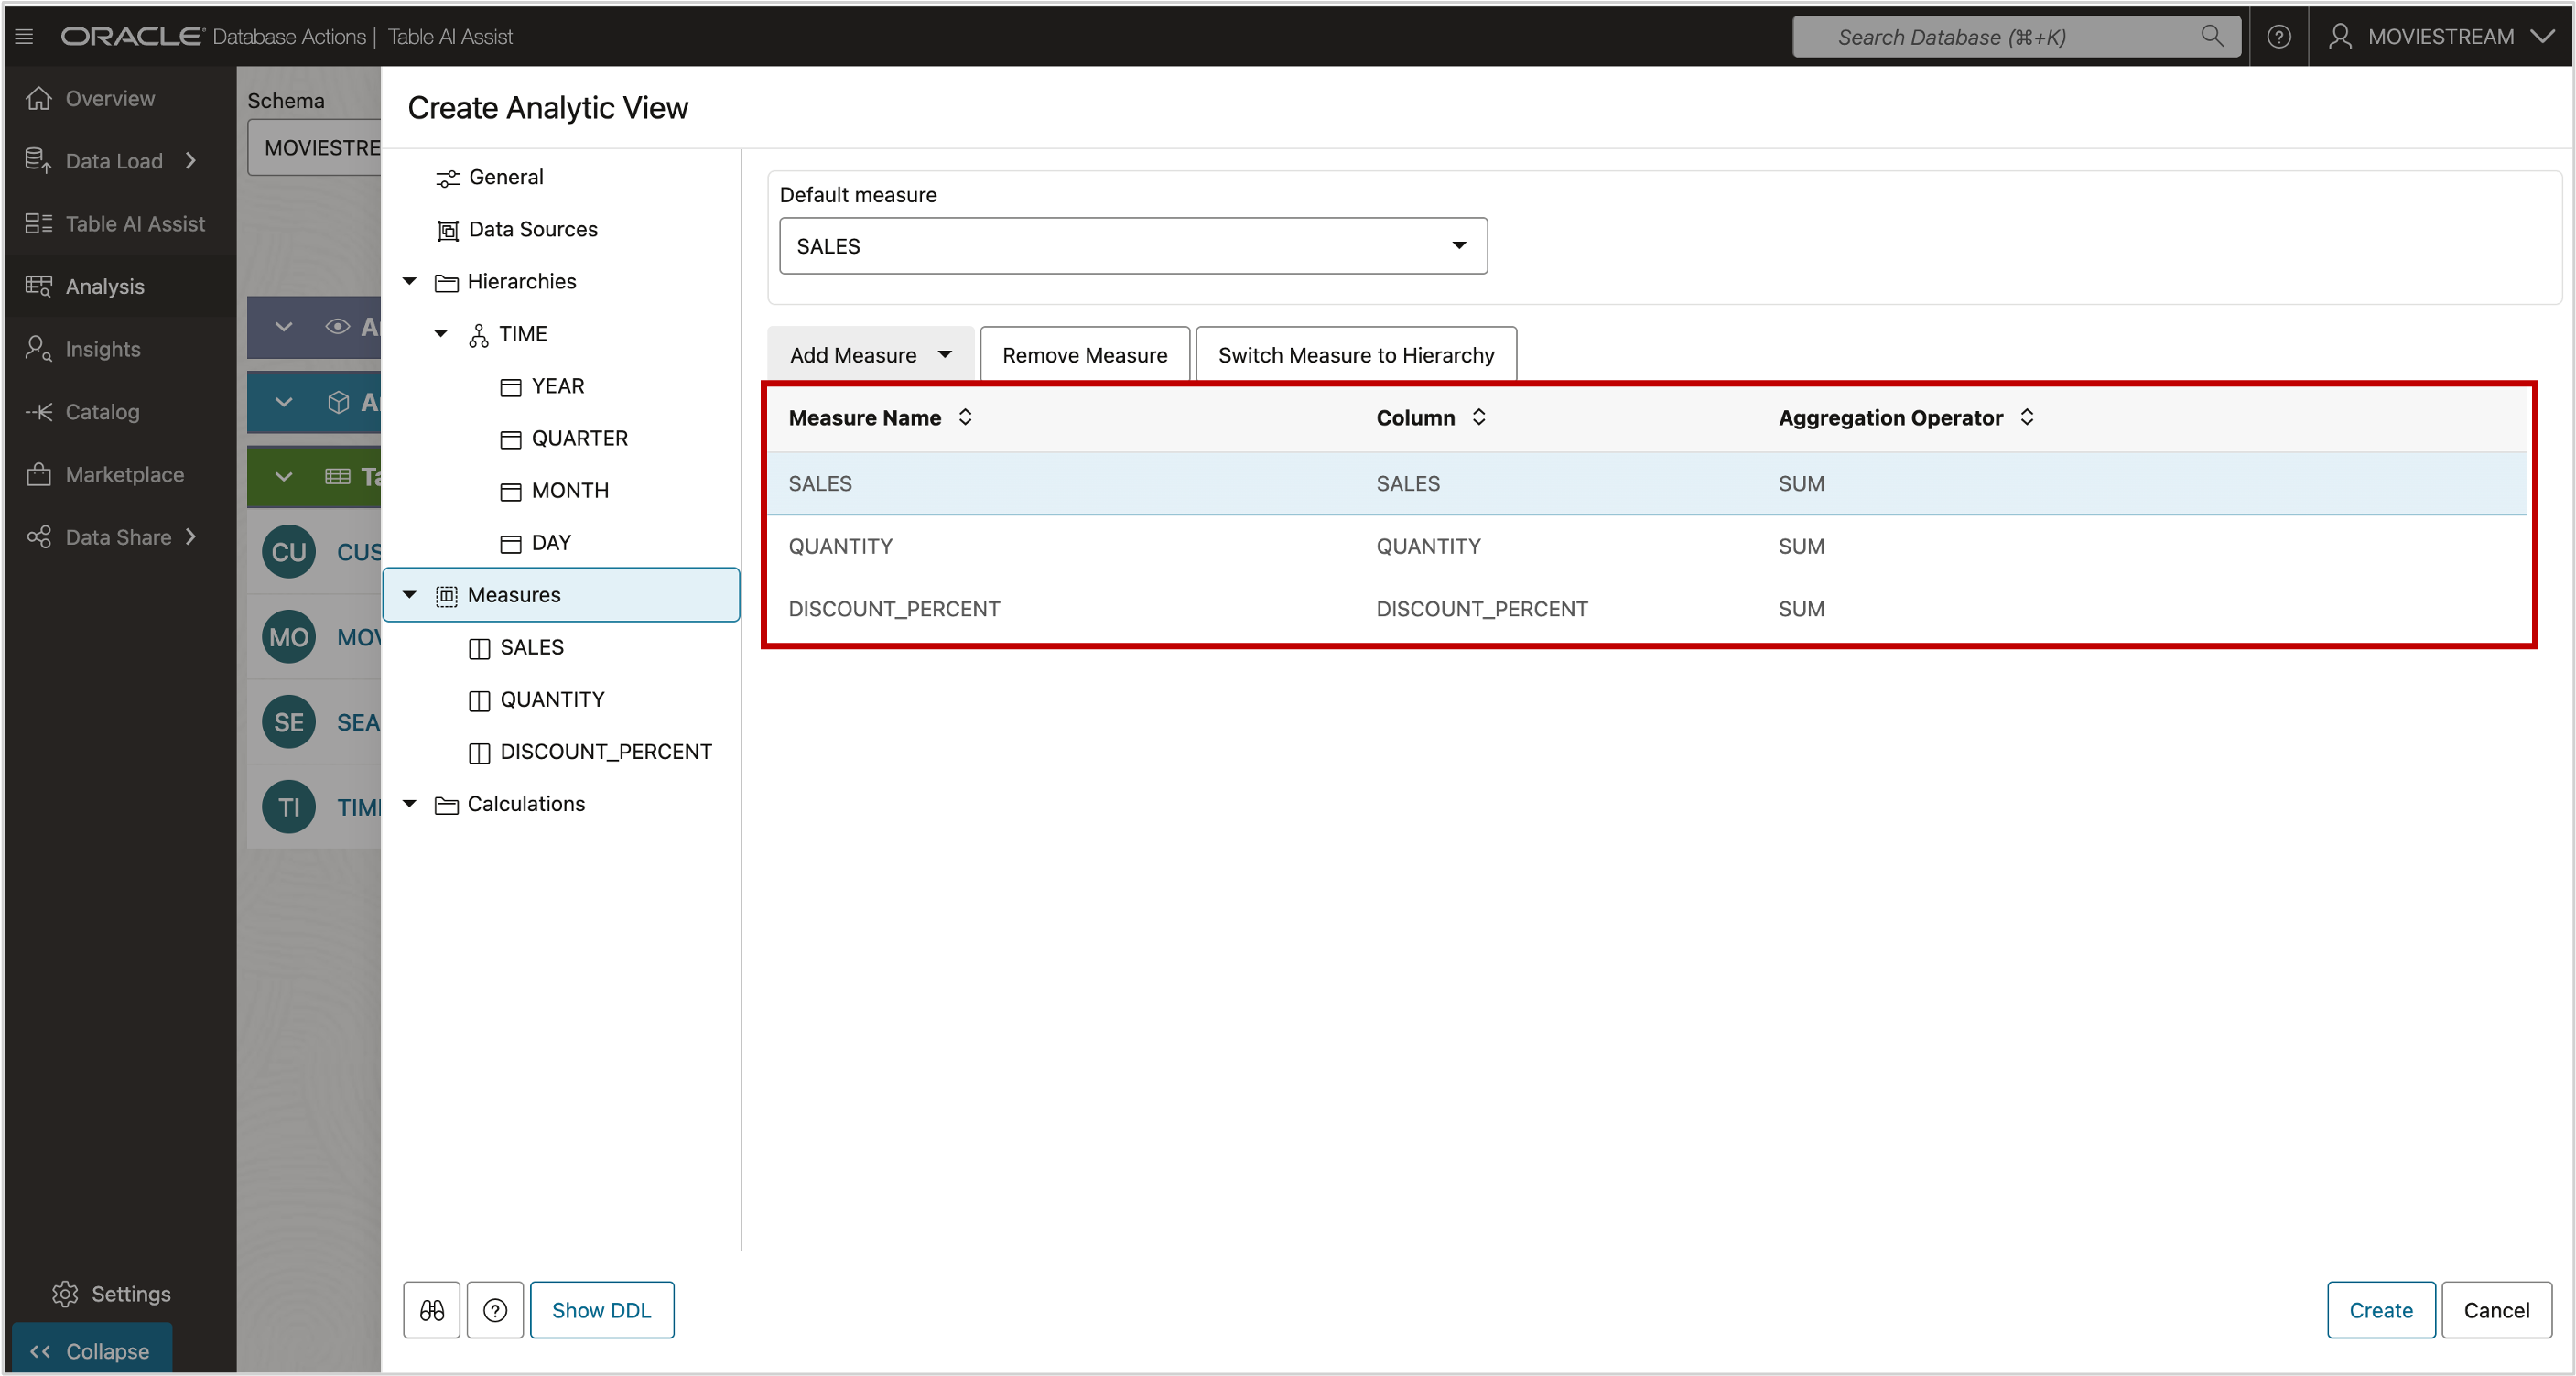 ORACLE Database Actions | Table AI Assist
Search Database (⌘+K)
MOVIESTREAM
Overview
Data Load
Table AI Assist
Analysis
Insights
Catalog
Marketplace
Data Share
Settings
Collapse
Schema
MOVIESTRE
A
A
Ta
CU CUS
MO MOV
SE SEA
TI TIM
Create Analytic View
General
Data Sources
Hierarchies
TIME
YEAR
QUARTER
MONTH
DAY
Measures
SALES
QUANTITY
DISCOUNT_PERCENT
Calculations
Default measure
SALES
Add Measure Remove Measure Switch Measure to Hierarchy
Measure Name Column Aggregation Operator
SALES SALES SUM
QUANTITY QUANTITY SUM
DISCOUNT_PERCENT DISCOUNT_PERCENT SUM
Show DDL
Create Cancel